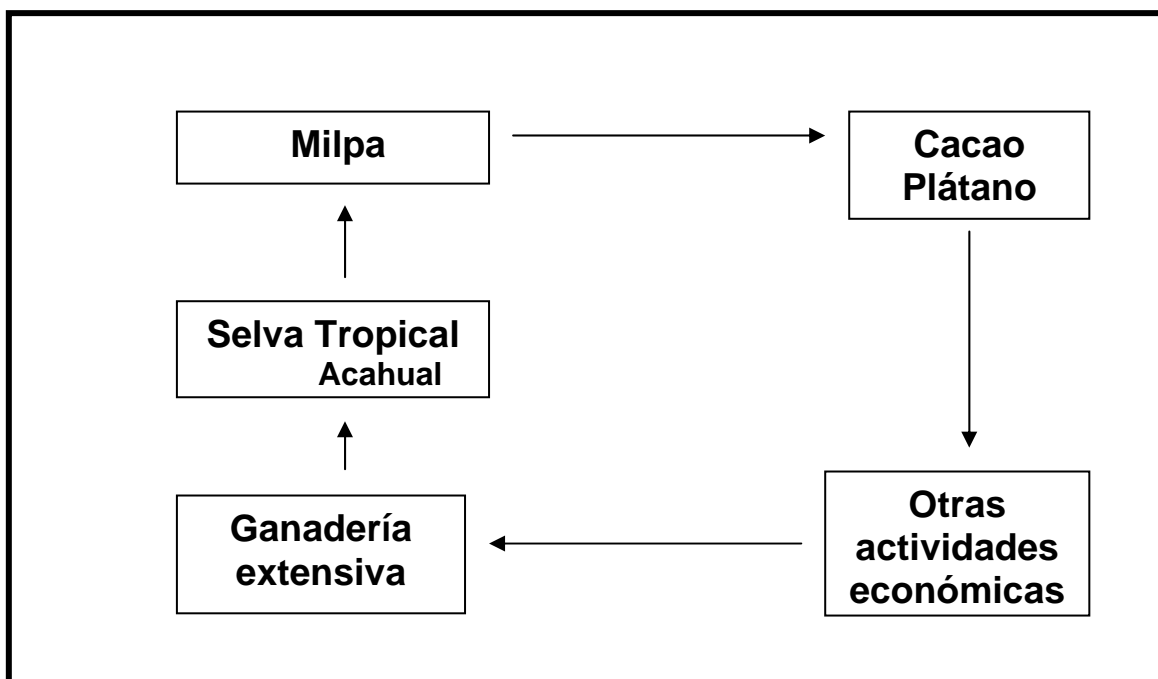 Milpa
Cacao
Plátano
Selva Tropical
Acahual
Ganadería
extensiva
Otras
actividades
económicas